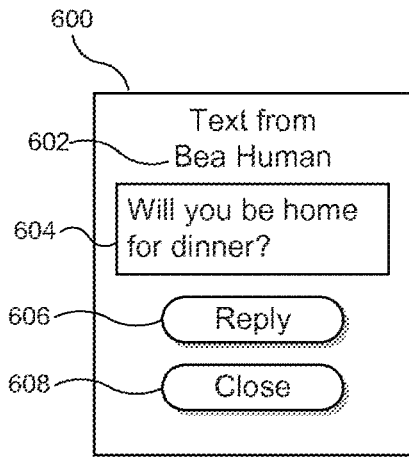 600
Text from
602 Bea Human
Will you be home
604
for dinner?
606 Reply
608 Close